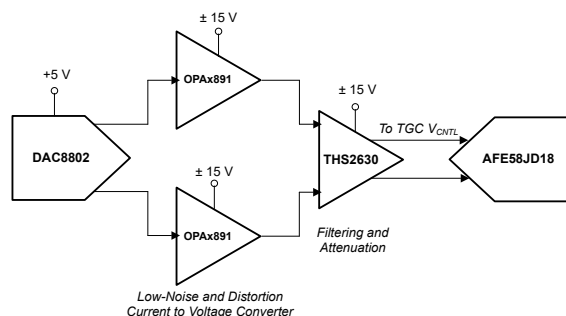 ± 15 V
OPAx891
+5 V
± 15 V
To TGC VCNTL
DAC8802
THS2630
AFE58JD18
± 15 V
OPAx891
Filtering and
Attenuation
Low-Noise and Distortion
Current to Voltage Converter